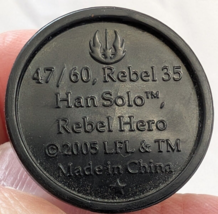 47/60, Rebel 35
Han Solo™,
Rebel Hero
©2005 LFL & TM
Made in China